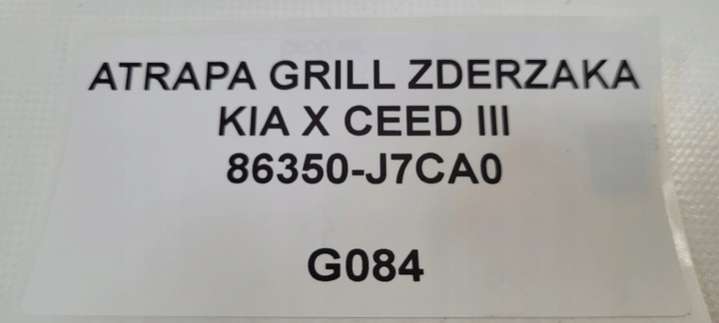 ATRAPA GRILL ZDERZAKA
KIA X CEED III
86350-J7CA0
G084